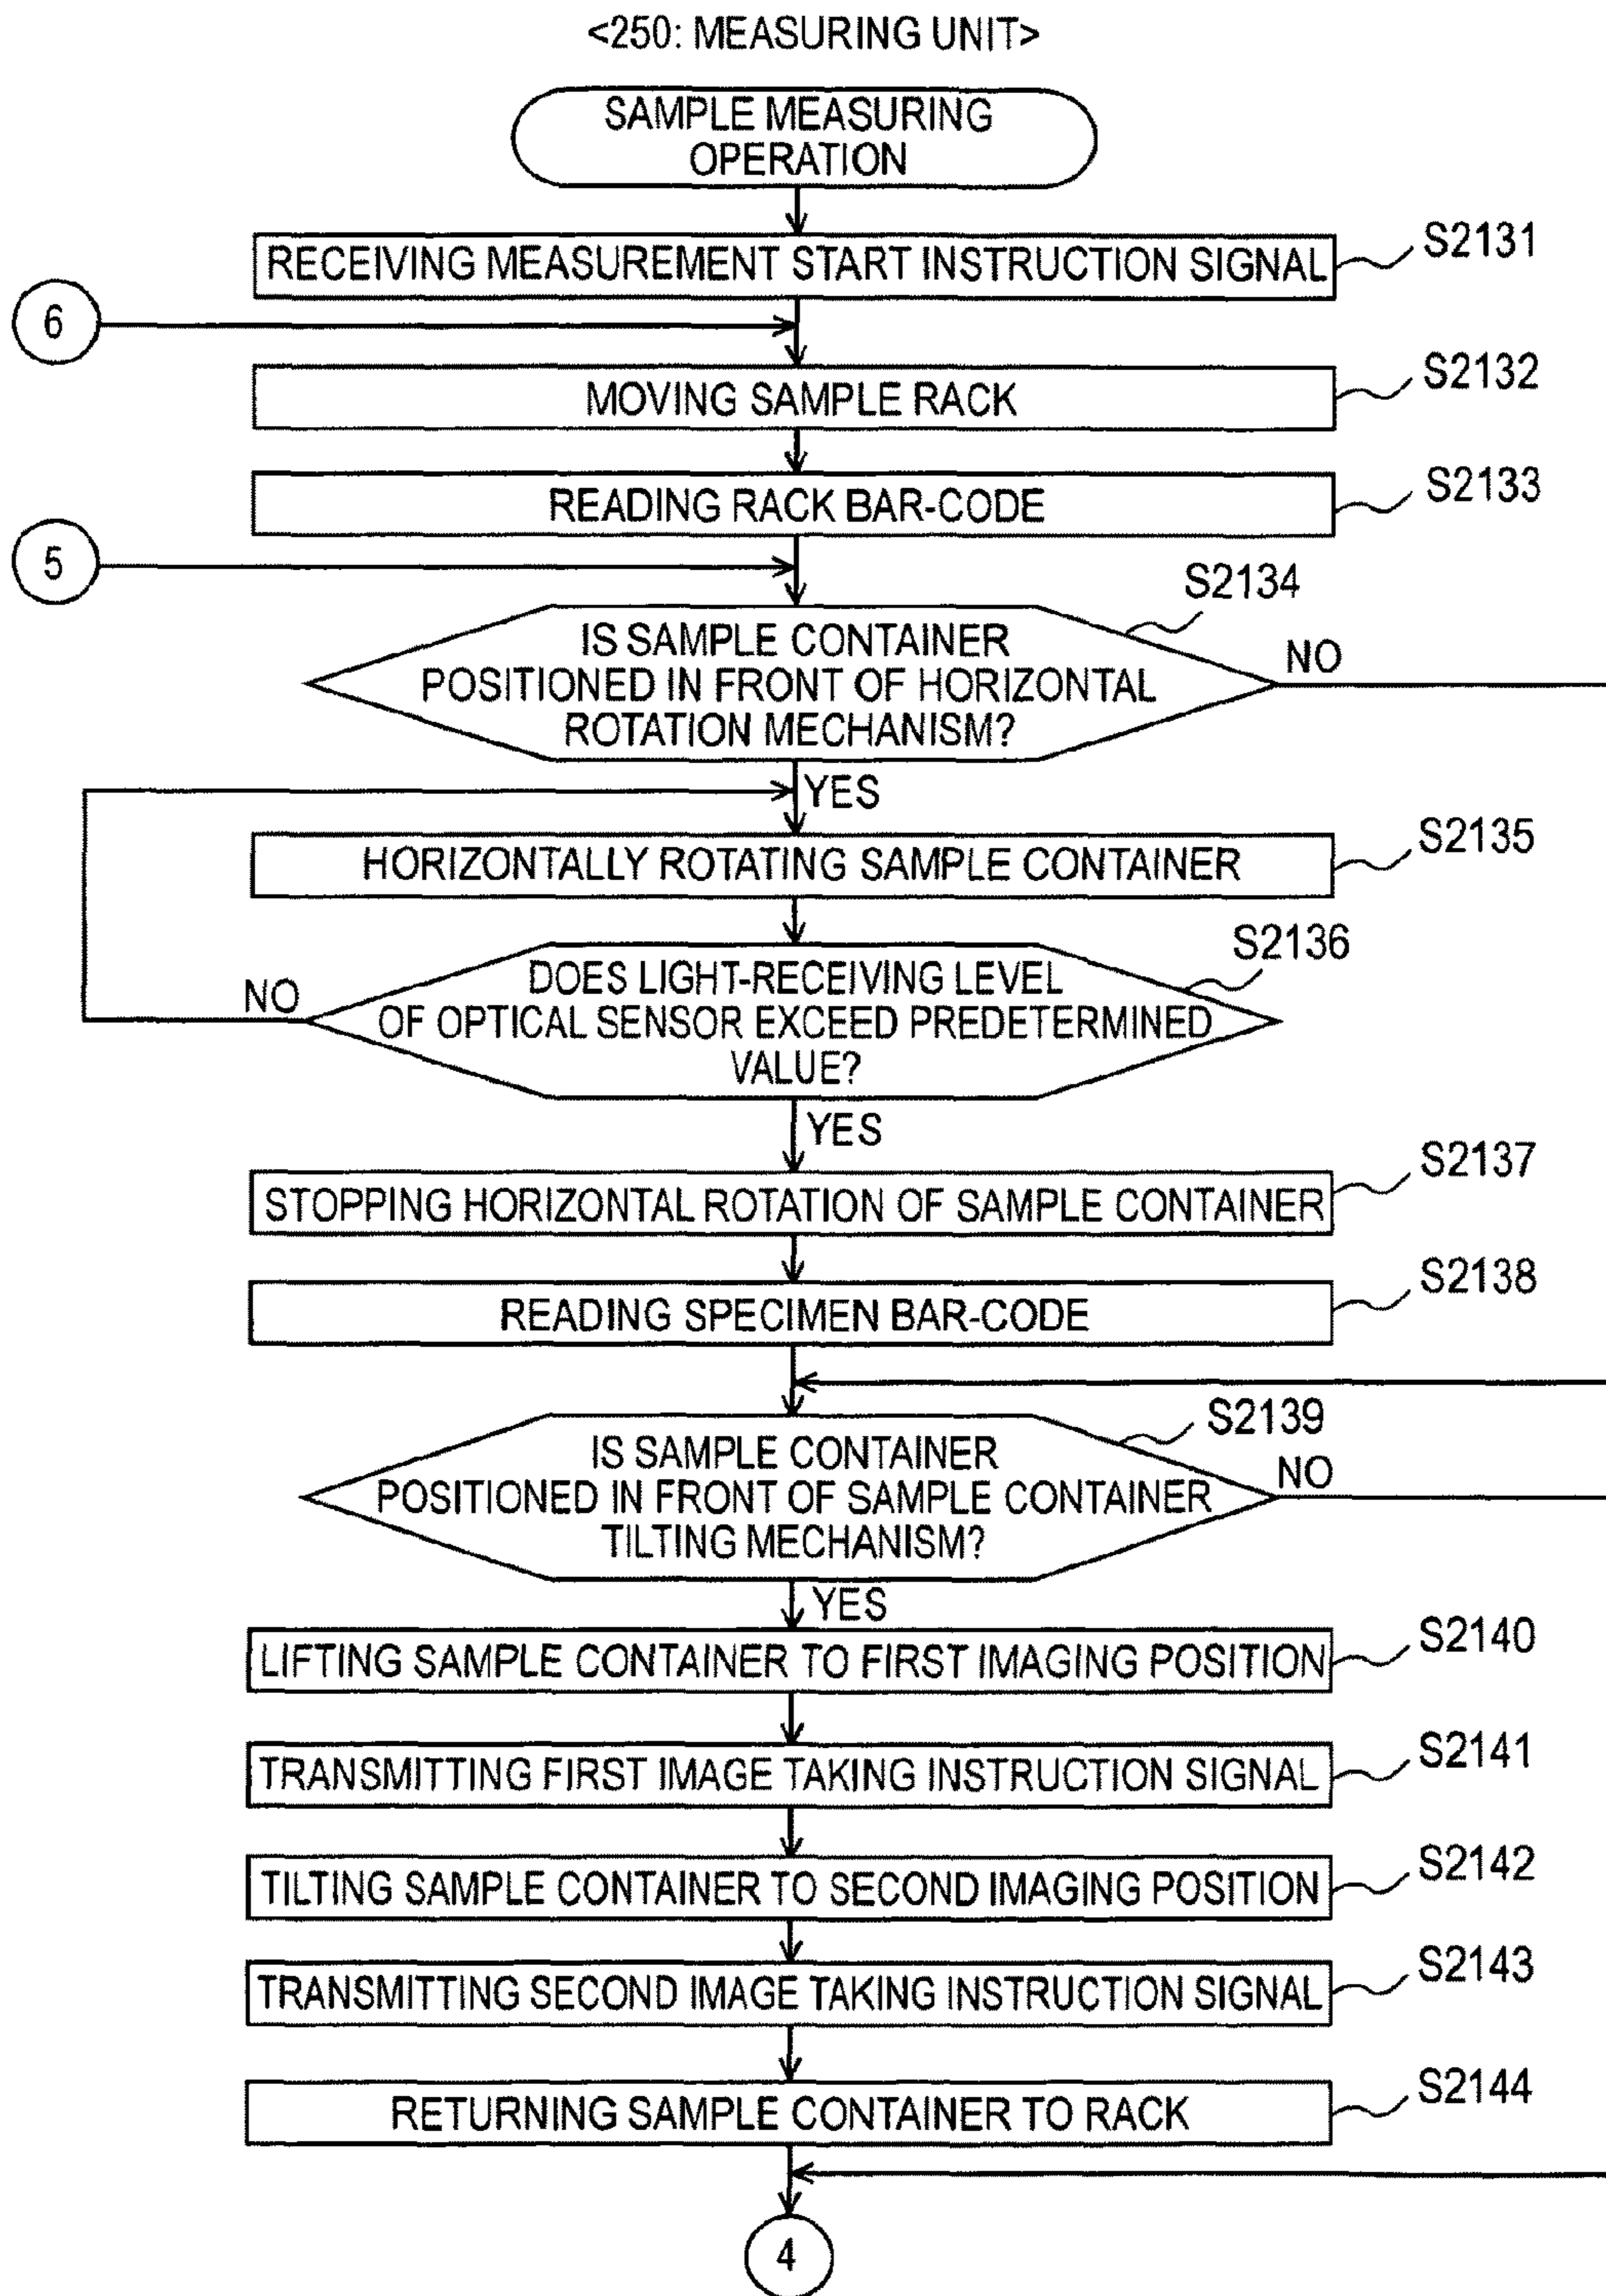 <250: MEASURING UNIT>
SAMPLE MEASURING
OPERATION
RECEIVING MEASUREMENT START INSTRUCTION SIGNAL
S2131
6
MOVING SAMPLE RACK
S2132
READING RACK BAR-CODE
S2133
5
S2134
IS SAMPLE CONTAINER
POSITIONED IN FRONT OF HORIZONTAL
ROTATION MECHANISM?
NO
YES
HORIZONTALLY ROTATING SAMPLE CONTAINER
S2135
S2136
NO
DOES LIGHT-RECEIVING LEVEL
OF OPTICAL SENSOR EXCEED PREDETERMINED
VALUE?
YES
STOPPING HORIZONTAL ROTATION OF SAMPLE CONTAINER
S2137
READING SPECIMEN BAR-CODE
S2138
S2139
IS SAMPLE CONTAINER
POSITIONED IN FRONT OF SAMPLE CONTAINER
TILTING MECHANISM?
NO
YES
LIFTING SAMPLE CONTAINER TO FIRST IMAGING POSITION
S2140
TRANSMITTING FIRST IMAGE TAKING INSTRUCTION SIGNAL
S2141
TILTING SAMPLE CONTAINER TO SECOND IMAGING POSITION
S2142
TRANSMITTING SECOND IMAGE TAKING INSTRUCTION SIGNAL
S2143
RETURNING SAMPLE CONTAINER TO RACK
S2144
4